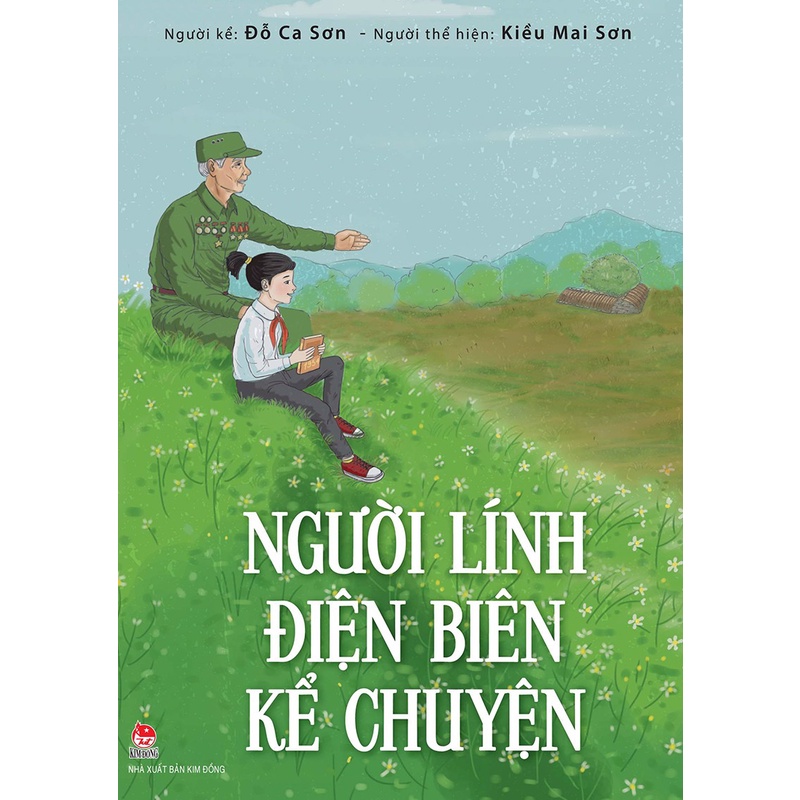 Người kể: Đỗ Ca Sơn - Người thể hiện: Kiều Mai Sơn
NGƯỜI LÍNH
ĐIỆN BIÊN
KỂ CHUYỆN
KIM ĐỒNG
NHÀ XUẤT BẢN KIM ĐỒNG